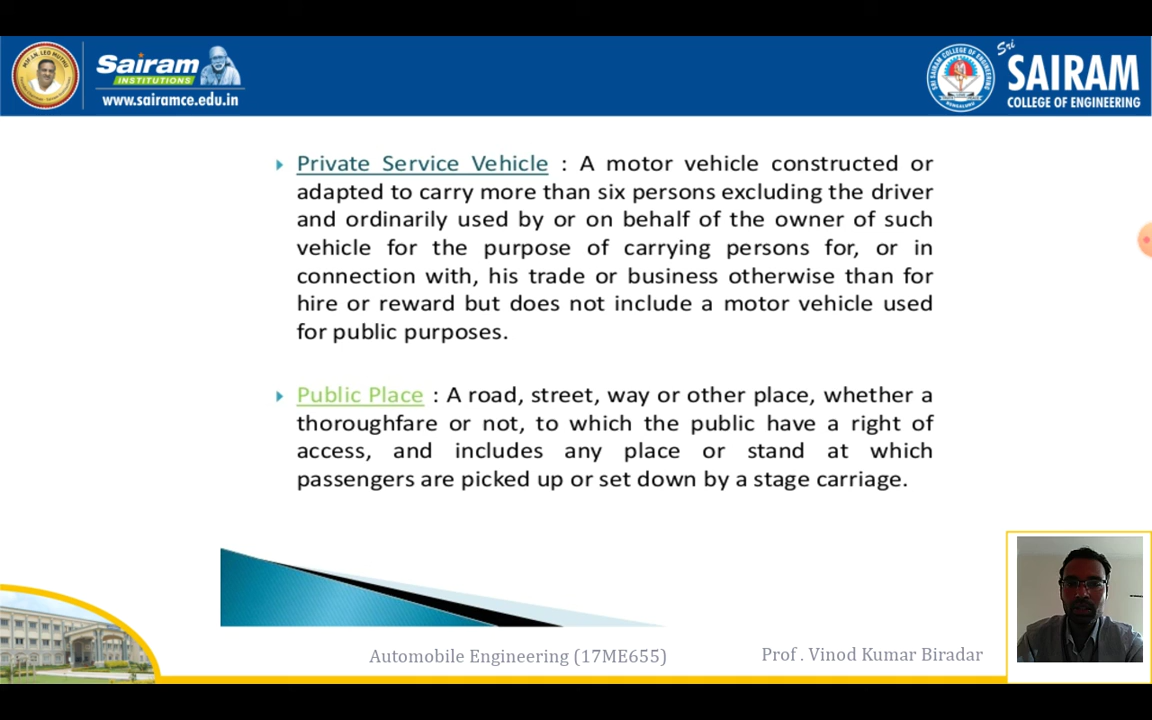 Sairam
INSTITUTIONS
www.sairamce.edu.in
Sri
SAIRAM
COLLEGE OF ENGINEERING
Private Service Vehicle : A motor vehicle constructed or
adapted to carry more than six persons excluding the driver
and ordinarily used by or on behalf of the owner of such
vehicle for the purpose of carrying persons for, or in
connection with, his trade or business otherwise than for
hire or reward but does not include a motor vehicle used
for public purposes.
Public Place : A road, street, way or other place, whether a
thoroughfare or not, to which the public have a right of
access, and includes any place or stand at which
passengers are picked up or set down by a stage carriage.
Automobile Engineering (17ME655)
Prof . Vinod Kumar Biradar